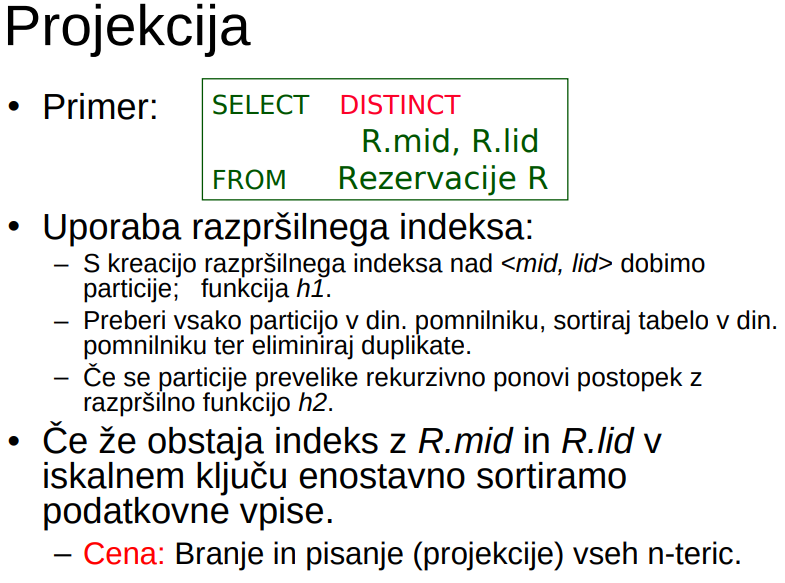 Projekcija
• Primer:
SELECT DISTINCT
R.mid, R.lid
FROM Rezervacije R
• Uporaba razpršilnega indeksa:
– S kreacijo razpršilnega indeksa nad <mid, lid> dobimo
particije; funkcija h1.
– Preberi vsako particijo v din. pomnilniku, sortiraj tabelo v din.
pomnilniku ter eliminiraj duplikate.
– Če se particije prevelike rekurzivno ponovi postopek z
razpršilno funkcijo h2.
• Če že obstaja indeks z R.mid in R.lid v
iskalnem ključu enostavno sortiramo
podatkovne vpise.
– Cena: Branje in pisanje (projekcije) vseh n-teric.